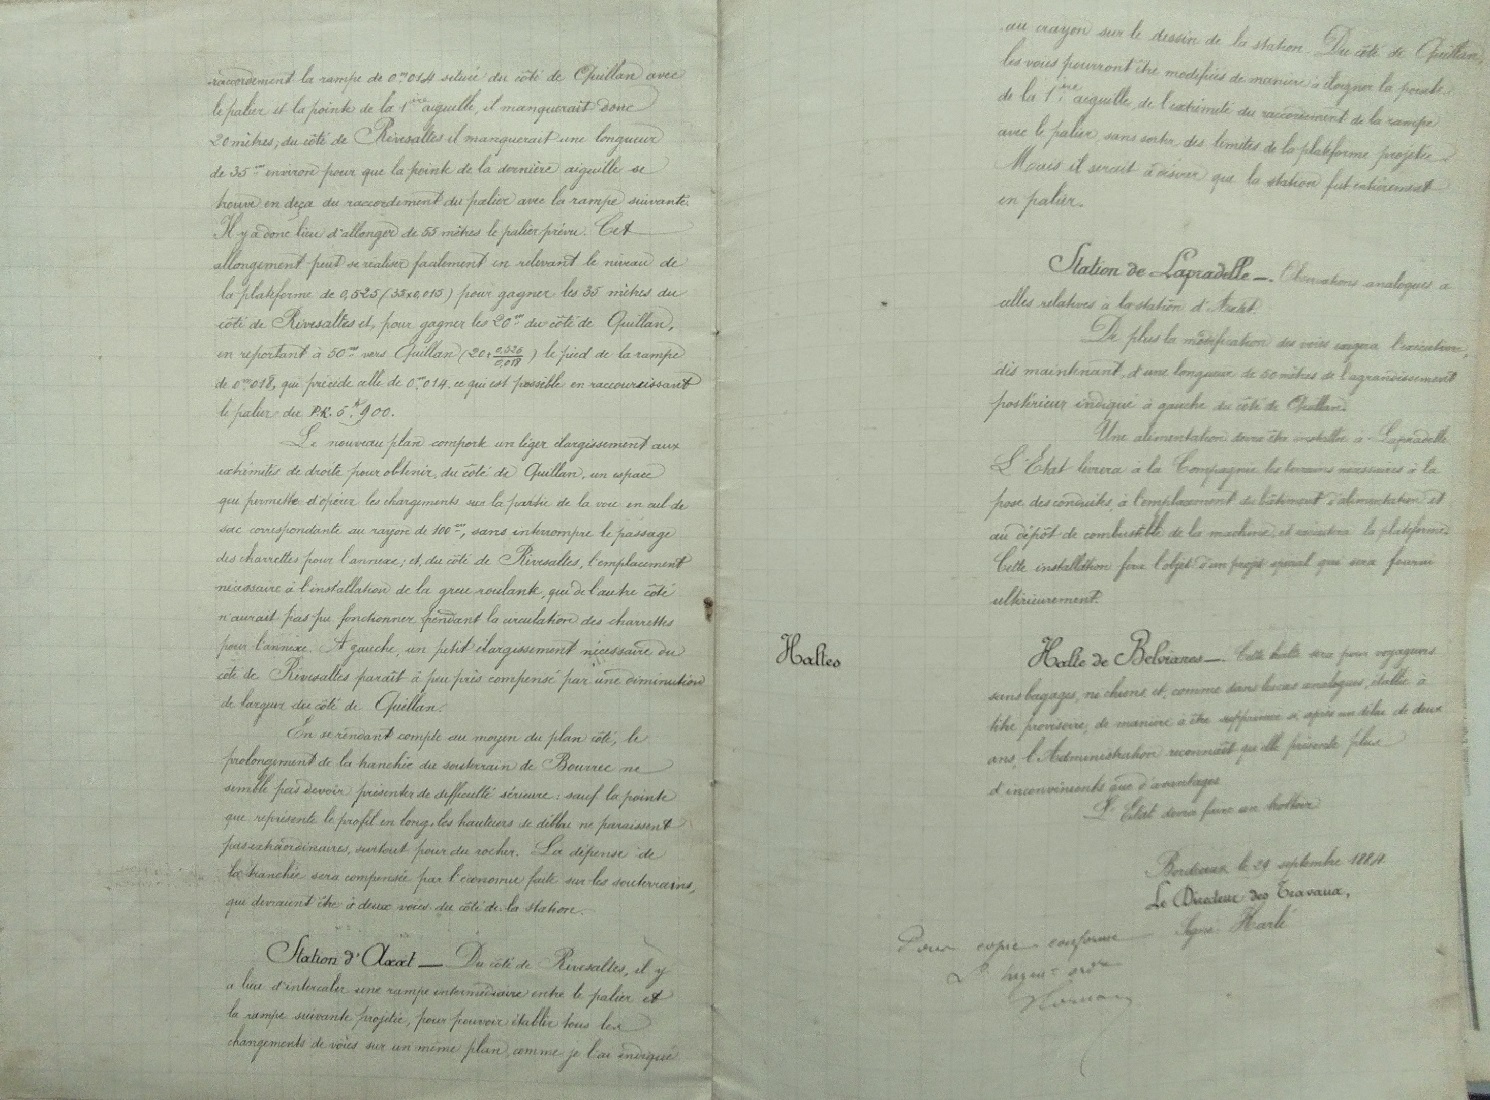 raccordement la rampe de 0,m014 située du côté de Quillan avec
le palier et la pointe de la 1ère aiguille, il manquerait donc
20 mètres, du côté de Rivesaltes il manquerait une longueur
de 35m environ pour que la pointe de la dernière aiguille se
trouve en deça du raccordement du palier avec la rampe suivante.
Il y a donc lieu d'allonger de 55 mètres le palier prévu. Cet
allongement peut se réaliser facilement en relevant le niveau de
la plateforme de 0,525 (35x0,015) pour gagner les 35 mètres du
côté de Rivesaltes et, pour gagner les 20m du côté de Quillan,
en reportant à 50m vers Quillan (20+0,525/0,018) le pied de la rampe
de 0m018, qui précède celle de 0,m014, ce qui est possible en raccourcissant
le palier du P.K. 5k900.
Le nouveau plan comporte un léger élargissement aux
extrémités de droite pour obtenir, du côté de Quillan, un espace
qui permette d'opérer les chargements sur la partie de la voie en cul de
sac correspondante au rayon de 100m, sans interrompre le passage
des charrettes pour l'annexe; et, du côté de Rivesaltes, l'emplacement
nécessaire à l'installation de la grue roulante, qui de l'autre côté
n'aurait pas pu fonctionner pendant la circulation des charrettes
pour l'annexe. A gauche, un petit élargissement nécessaire du
côté de Rivesaltes paraît à peu près compensé par une diminution
de largeur du côté de Quillan.
En se rendant compte au moyen du plan côté, le
prolongement de la tranchée du souterrain de Bourrec ne
semble pas devoir présenter de difficulté sérieuse: sauf la pointe
que représente le profil en long, les hauteurs de déblai ne paraissent
pas extraordinaires, surtout pour du rocher. La dépense de
la tranchée sera compensée par l'économie faite sur les souterrains,
qui devraient être à deux voies du côté de la station.
Station d'Axat — Du côté de Rivesaltes, il y
a lieu d'intercaler une rampe intermédiaire entre le palier et
la rampe suivante projetée, pour pouvoir établir tous les
changements de voies sur un même plan, comme je l'ai indiqué
au crayon sur le dessin de la station. Du côté de Quillan,
les voies pourront être modifiées de manière à éloigner la pointe
de la 1ère aiguille de l'extrémité du raccordement de la rampe
avec le palier sans sortir des limites de la plateforme projetée.
Mais il serait à désirer que la station fut entièrement
en palier.
Station de Lapradelle —. Observations analogues à
celles relatives à la station d'Axat.
De plus la modification des voies exigera l'exécution,
dès maintenant, d'une longueur de 50 mètres de l'agrandissement
postérieur indiqué à gauche du côté de Quillan.
Une alimentation devra être installée à Lapradelle
L'Etat livrera à la Compagnie les terrains nécessaires à la
pose des conduites, à l'emplacement du bâtiment d'alimentation et
au dépôt de combustible de la machine, et exécutera la plateforme.
Cette installation fera l'objet d'un projet spécial qui sera fourni
ultérieurement.
Haltes
Halte de Belvianes —. Cette halte sera pour voyageurs
sans bagages, ni chiens et, comme dans les cas analogues, établie à
titre provisoire, de manière à être supprimée si, après un délai de deux
ans, l'Administration reconnaît qu'elle présente plus
d'inconvénients que d'avantages.
L'Etat devra faire un trottoir
Bordeaux, le 29 septembre 1884
Le Directeur des Travaux,
Signé: Harlé
Pour copie conforme